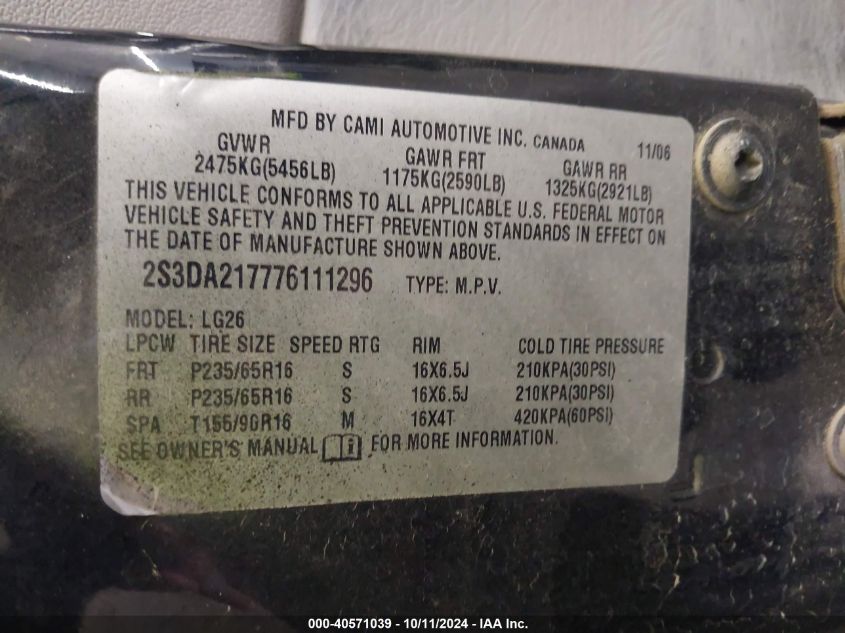 MFD BY CAMI AUTOMOTIVE INC. CANADA 11/06
GVWR GAWR FRT GAWR RR
2475KG(5456LB) 1175KG(2590LB) 1325KG(2921LB)
THIS VEHICLE CONFORMS TO ALL APPLICABLE U.S. FEDERAL MOTOR
VEHICLE SAFETY AND THEFT PREVENTION STANDARDS IN EFFECT ON
THE DATE OF MANUFACTURE SHOWN ABOVE.
2S3DA217776111296 TYPE: M.P.V.
MODEL: LG26
LPCW TIRE SIZE SPEED RTG RIM COLD TIRE PRESSURE
FRT P235/65R16 S 16X6.5J 210KPA(30PSI)
RR P235/65R16 S 16X6.5J 210KPA(30PSI)
SPA T155/90R16 M 16X4T 420KPA(60PSI)
SEE OWNER'S MANUAL i FOR MORE INFORMATION.
000-40571039 - 10/11/2024 - IAA Inc.